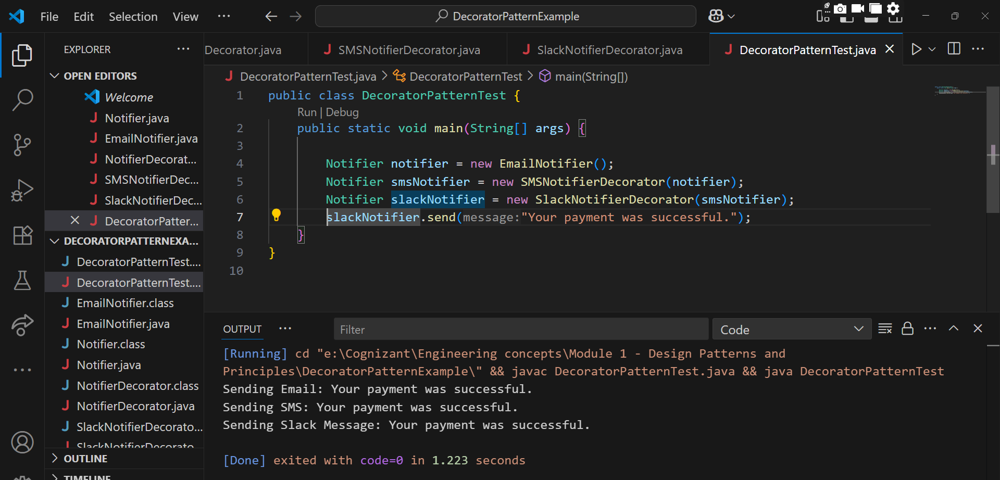 File Edit Selection View ··· DecoratorPatternExample
EXPLORER ···
OPEN EDITORS
Welcome
Notifier.java
EmailNotifier.java
NotifierDecorat...
SMSNotifierDec...
SlackNotifierDec...
DecoratorPatter...
DECORATORPATTERNEXA...
DecoratorPatternTest....
DecoratorPatternTest....
EmailNotifier.class
EmailNotifier.java
Notifier.class
Notifier.java
NotifierDecorator.class
NotifierDecorator.java
SlackNotifierDecorato...
SlackNotifierDecorato
OUTLINE
TIMELINE
Decorator.java SMSNotifierDecorator.java SlackNotifierDecorator.java DecoratorPatternTest.java
DecoratorPatternTest.java > DecoratorPatternTest > main(String[])
1 public class DecoratorPatternTest {
Run | Debug
2 public static void main(String[] args) {
3
4 Notifier notifier = new EmailNotifier();
5 Notifier smsNotifier = new SMSNotifierDecorator(notifier);
6 Notifier slackNotifier = new SlackNotifierDecorator(smsNotifier);
7 slackNotifier.send(message:"Your payment was successful.");
8 }
9 }
10
OUTPUT ··· Filter Code
[Running] cd "e:\Cognizant\Engineering concepts\Module 1 - Design Patterns and
Principles\DecoratorPatternExample\" && javac DecoratorPatternTest.java && java DecoratorPatternTest
Sending Email: Your payment was successful.
Sending SMS: Your payment was successful.
Sending Slack Message: Your payment was successful.
[Done] exited with code=0 in 1.223 seconds